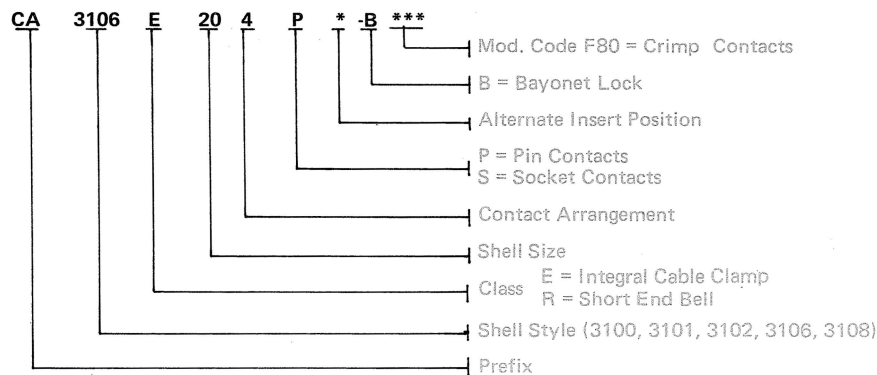 CA 3106 E 20 4 P * -B ***
Mod. Code F80 = Crimp Contacts
B = Bayonet Lock
Alternate Insert Position
P = Pin Contacts
S = Socket Contacts
Contact Arrangement
Shell Size
Class E = Integral Cable Clamp
R = Short End Bell
Shell Style (3100, 3101, 3102, 3106, 3108)
Prefix